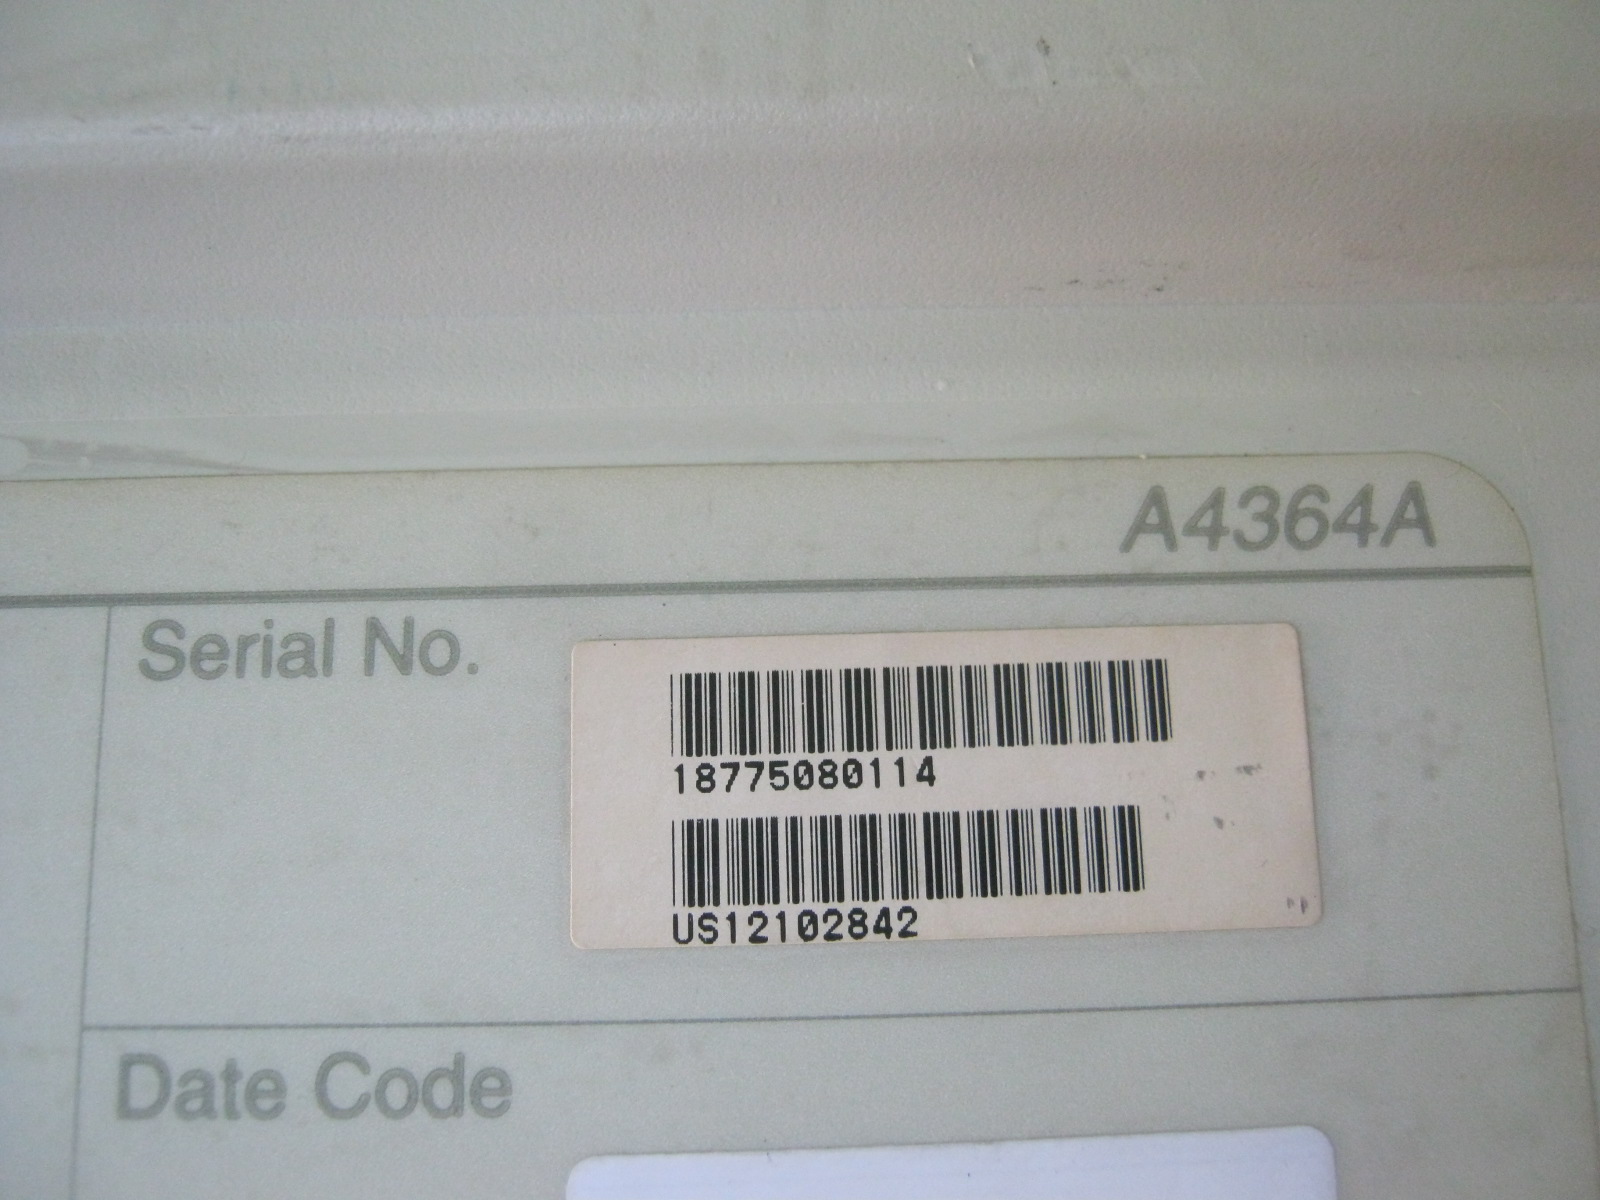 A4364A
Serial No.
18775080114
US12102842
Date Code